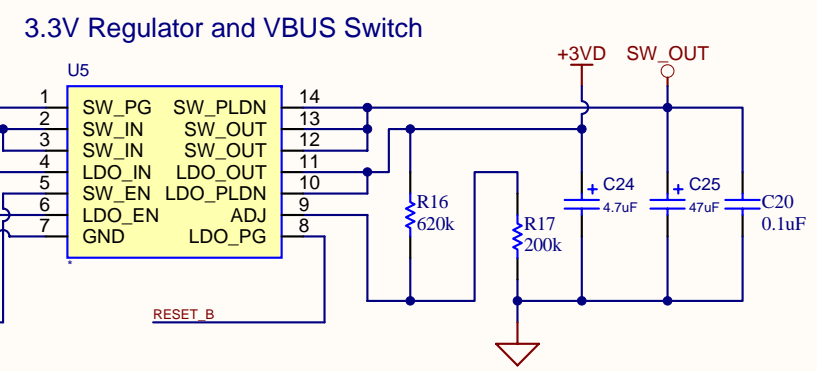 3.3V Regulator and VBUS Switch
+3VD SW_OUT
U5
1 SW_PG SW_PLDN 14
2 SW_IN SW_OUT 13
3 SW_IN SW_OUT 12
4 LDO_IN LDO_OUT 11
5 SW_EN LDO_PLDN 10
6 LDO_EN ADJ 9
7 GND LDO_PG 8
*
R16
620k
R17
200k
+ C24
4.7uF
+ C25
47uF
C20
0.1uF
RESET_B